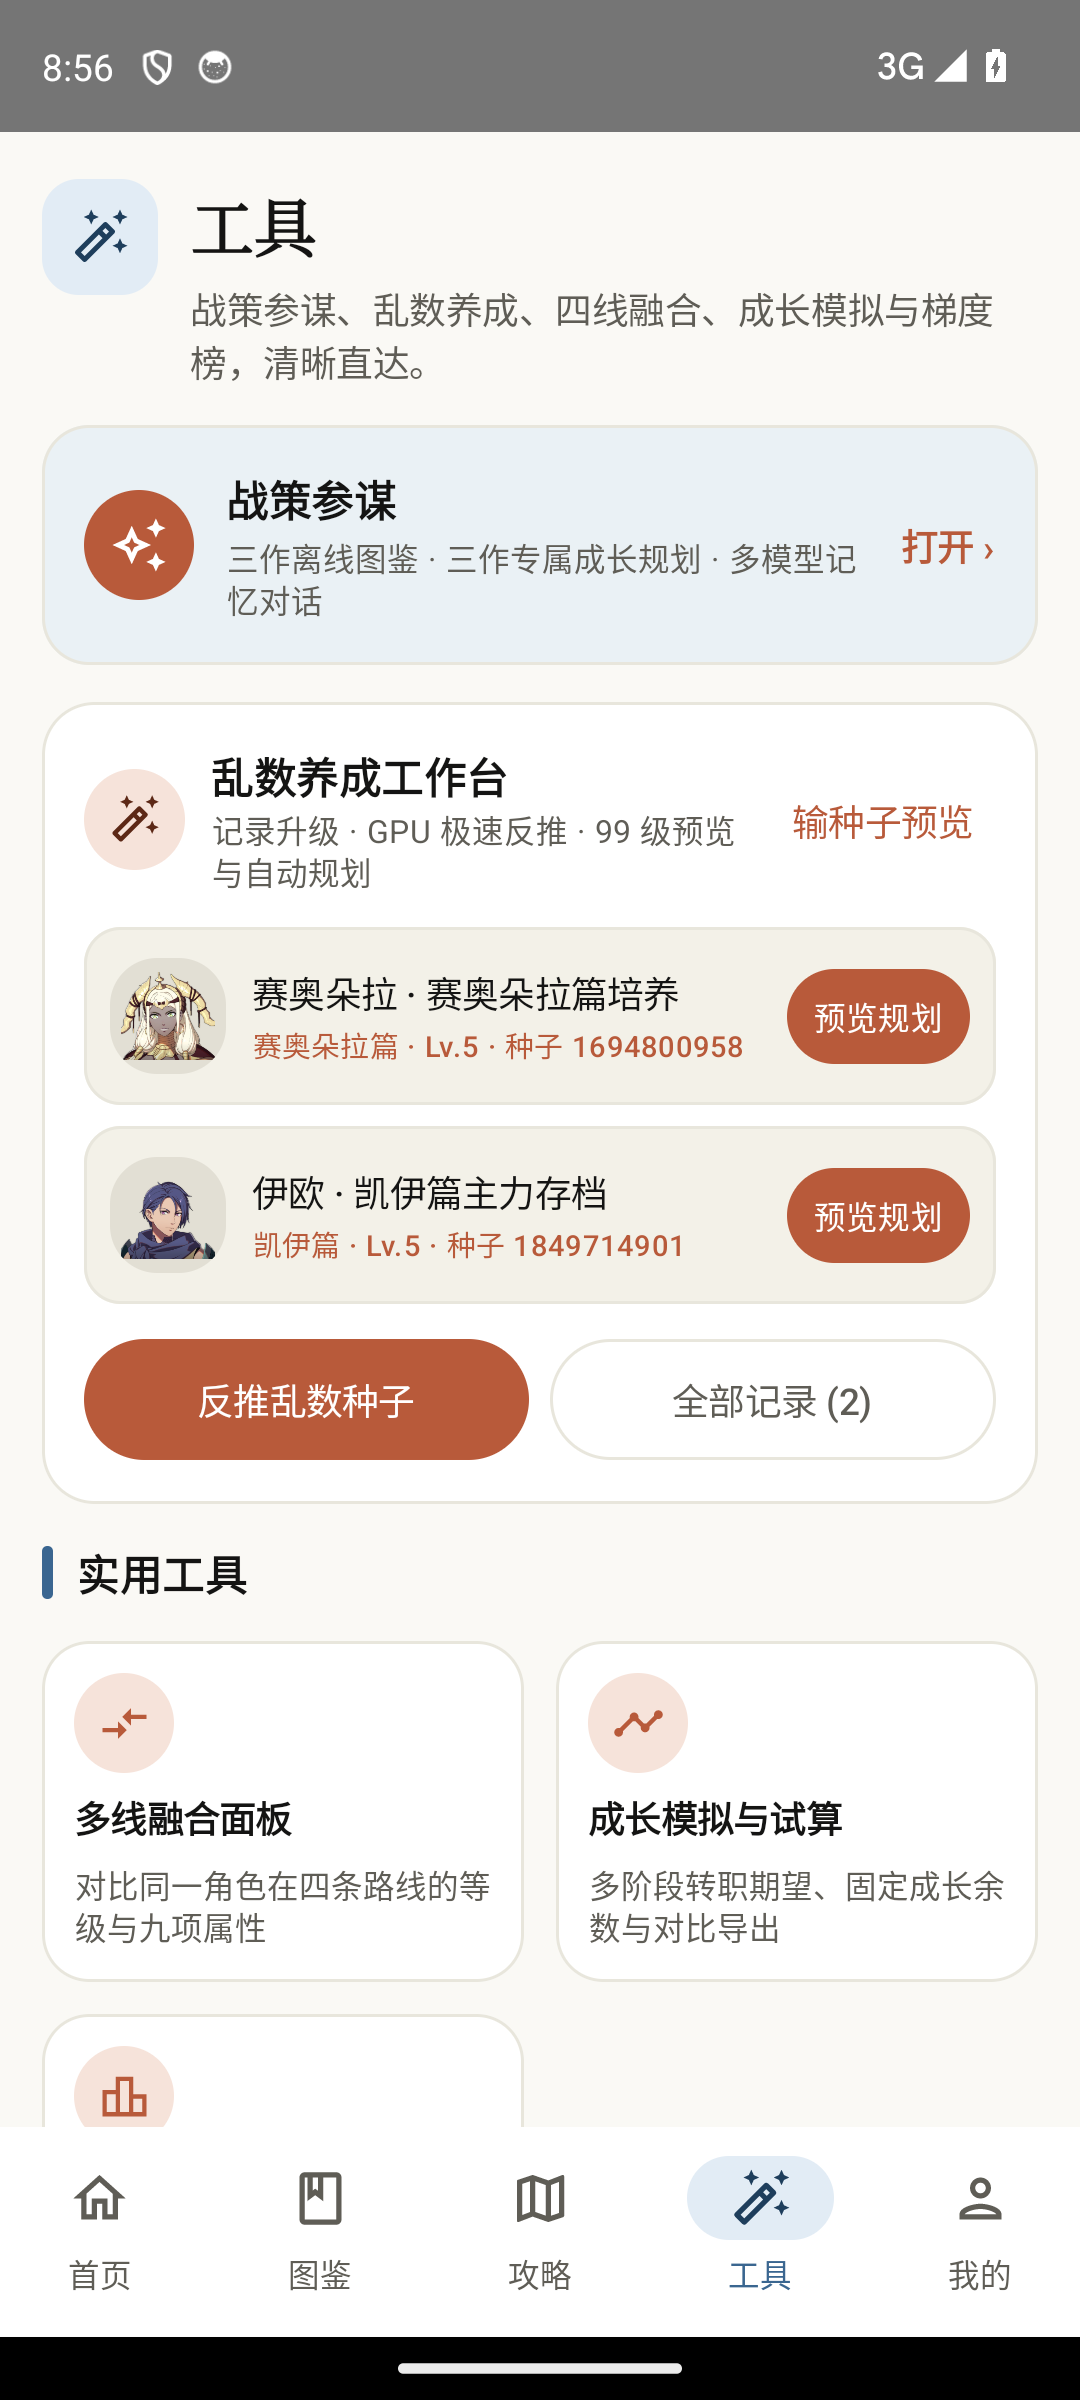 8:56
3G
工具
战策参谋、乱数养成、四线融合、成长模拟与梯度
榜，清晰直达。
战策参谋
三作离线图鉴 · 三作专属成长规划 · 多模型记
忆对话
打开 ›
乱数养成工作台
记录升级 · GPU 极速反推 · 99 级预览
与自动规划
输种子预览
赛奥朵拉 · 赛奥朵拉篇培养
赛奥朵拉篇 · Lv.5 · 种子 1694800958
预览规划
伊欧 · 凯伊篇主力存档
凯伊篇 · Lv.5 · 种子 1849714901
预览规划
反推乱数种子
全部记录 (2)
实用工具
多线融合面板
对比同一角色在四条路线的等
级与九项属性
成长模拟与试算
多阶段转职期望、固定成长余
数与对比导出
首页
图鉴
攻略
工具
我的